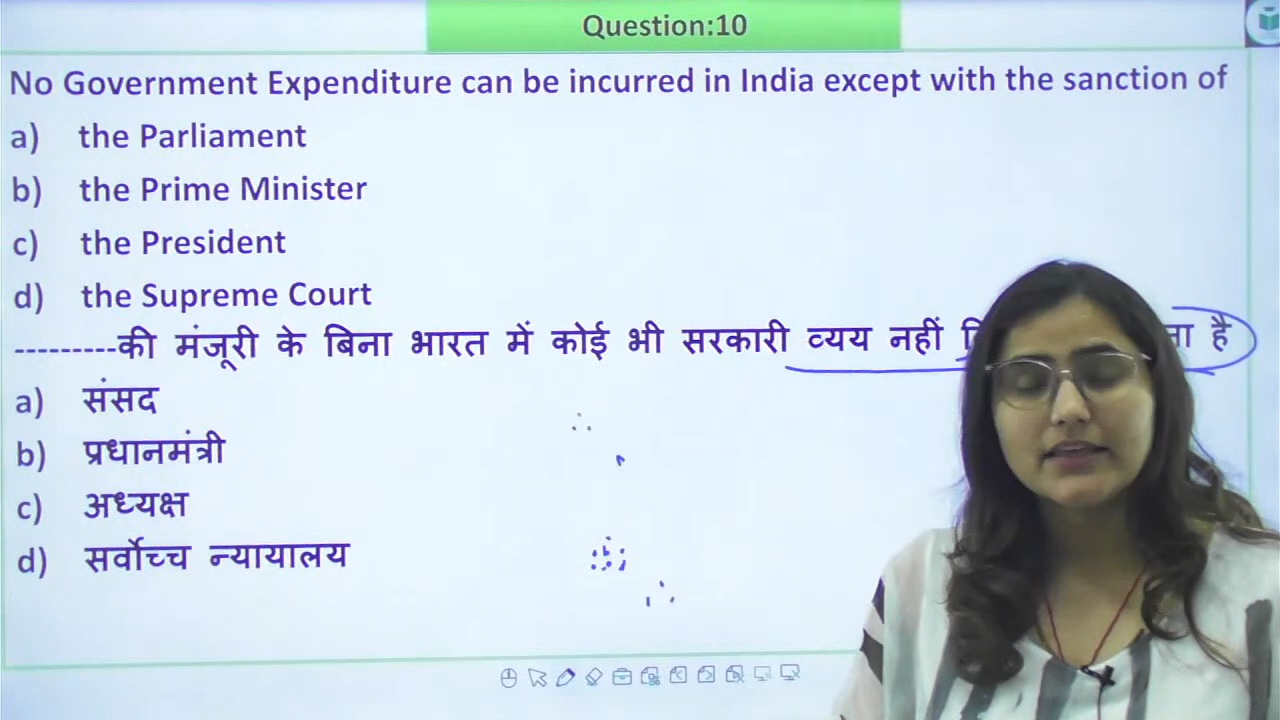 Question:10
No Government Expenditure can be incurred in India except with the sanction of
a) the Parliament
b) the Prime Minister
c) the President
d) the Supreme Court
---------की मंजूरी के बिना भारत में कोई भी सरकारी व्यय नहीं है
a) संसद
b) प्रधानमंत्री
c) अध्यक्ष
d) सर्वोच्च न्यायालय